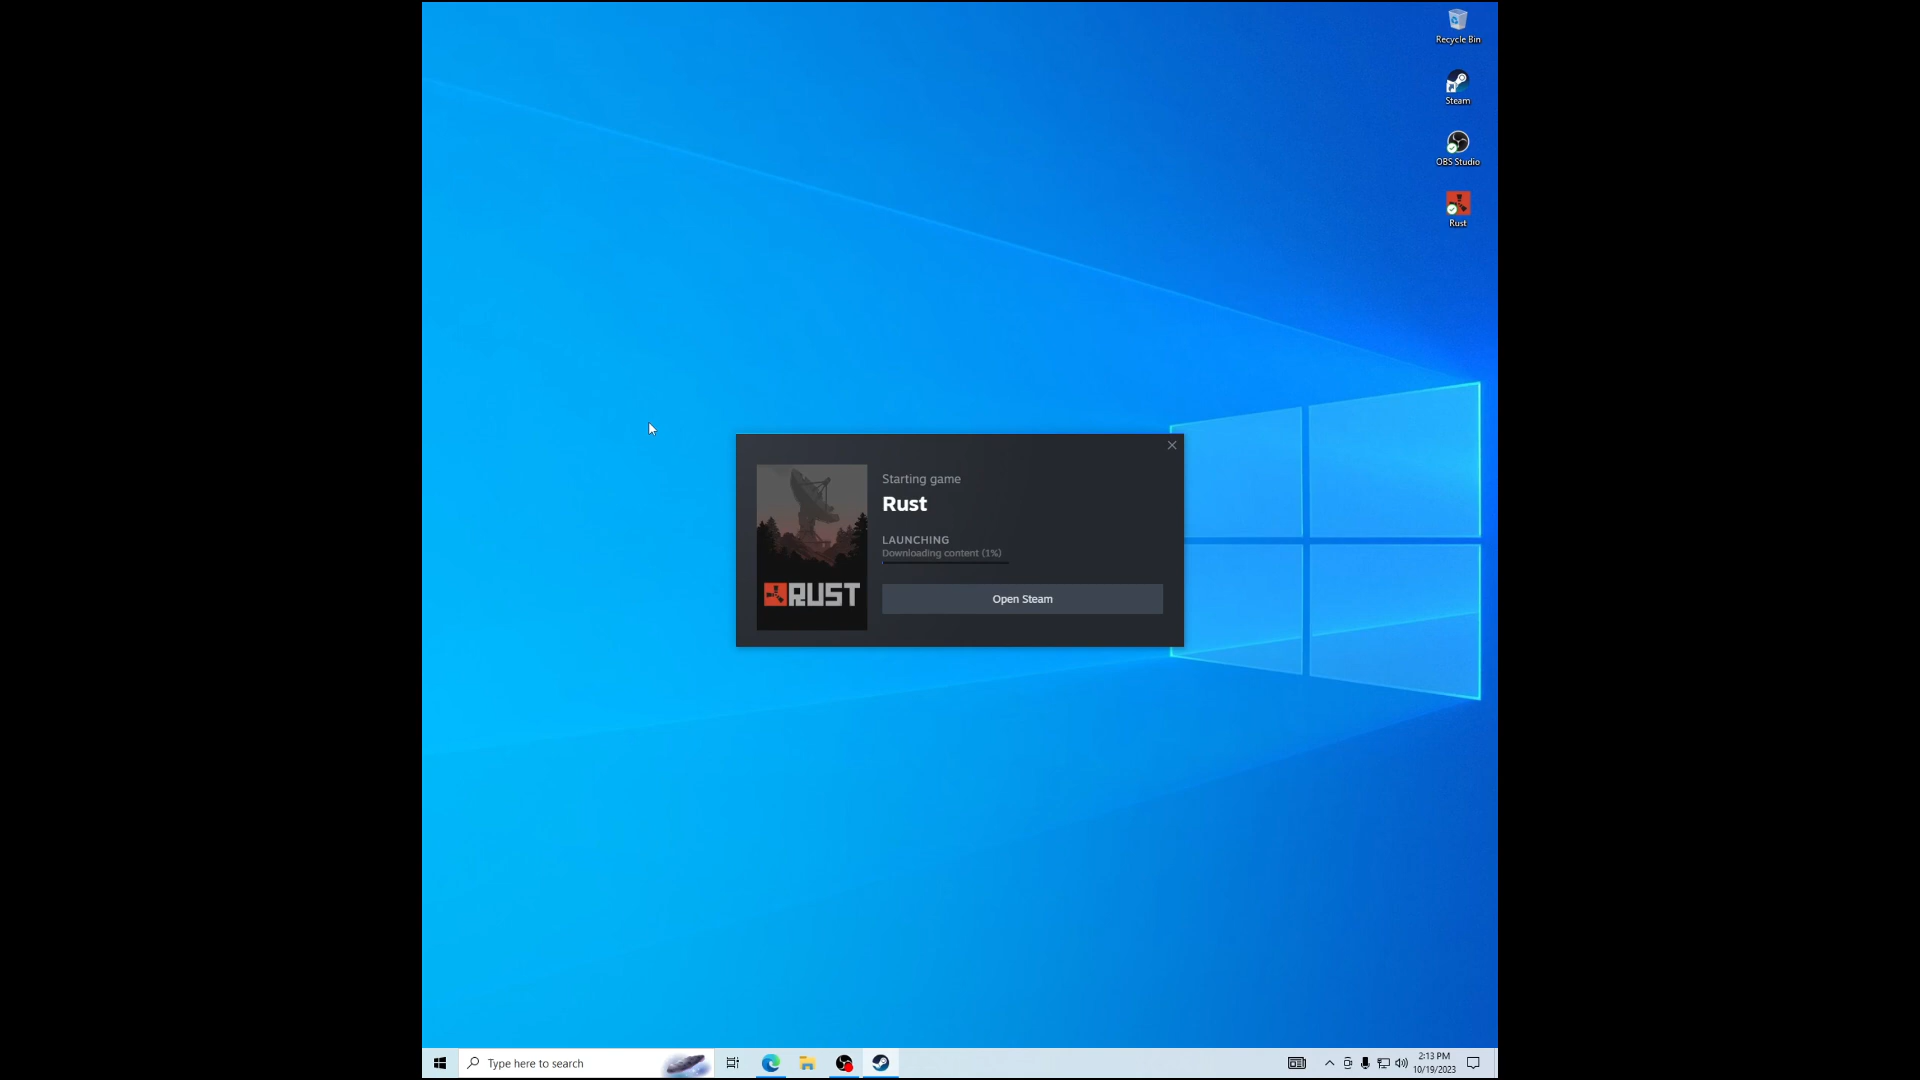 Recycle Bin
Steam
OBS Studio
Rust
Starting game
Rust
LAUNCHING
Downloading content (1%)
RUST
Open Steam
Type here to search
2:13 PM
10/19/2023